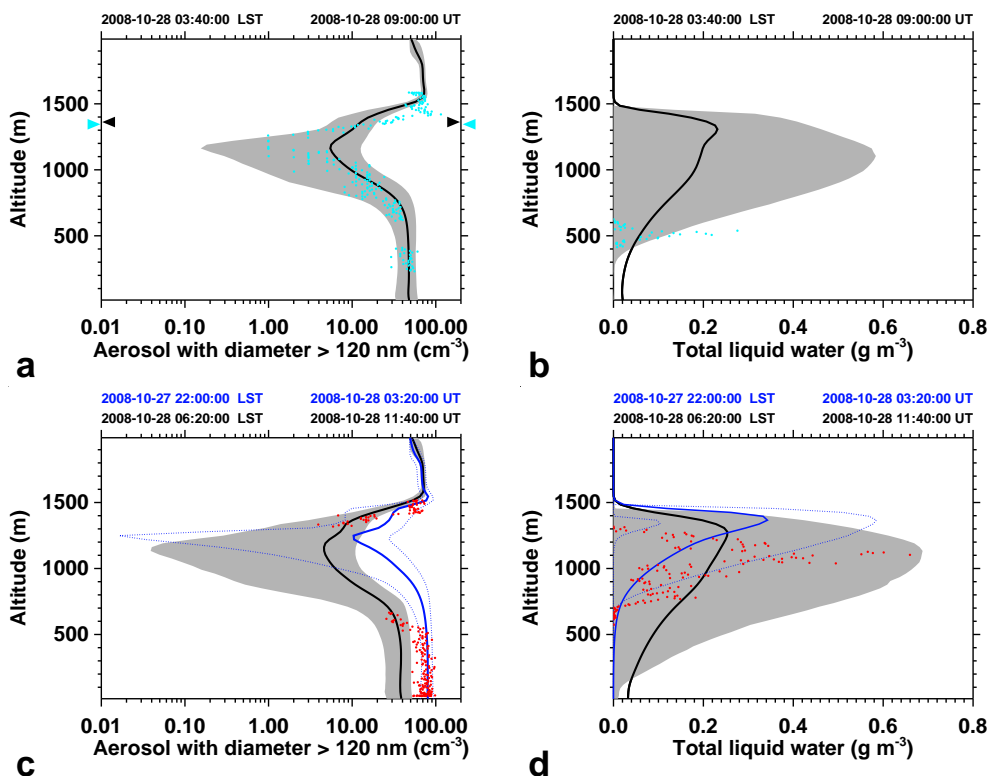 2008-10-28 03:40:00 LST 2008-10-28 09:00:00 UT
Altitude (m)
1500
1000
500
0.01 0.10 1.00 10.00 100.00
Aerosol with diameter > 120 nm (cm-3)
a
2008-10-28 03:40:00 LST 2008-10-28 09:00:00 UT
Altitude (m)
1500
1000
500
0.0 0.2 0.4 0.6 0.8
Total liquid water (g m-3)
b
2008-10-27 22:00:00 LST 2008-10-28 03:20:00 UT
2008-10-28 06:20:00 LST 2008-10-28 11:40:00 UT
Altitude (m)
1500
1000
500
0.01 0.10 1.00 10.00 100.00
Aerosol with diameter > 120 nm (cm-3)
c
2008-10-27 22:00:00 LST 2008-10-28 03:20:00 UT
2008-10-28 06:20:00 LST 2008-10-28 11:40:00 UT
Altitude (m)
1500
1000
500
0.0 0.2 0.4 0.6 0.8
Total liquid water (g m-3)
d